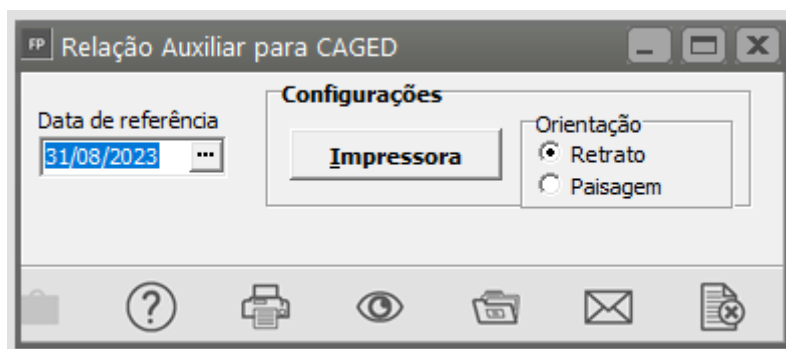 FP Relação Auxiliar para CAGED
Configurações
Data de referência
31/08/2023 ...
Impressora
Orientação
Retrato
Paisagem
?